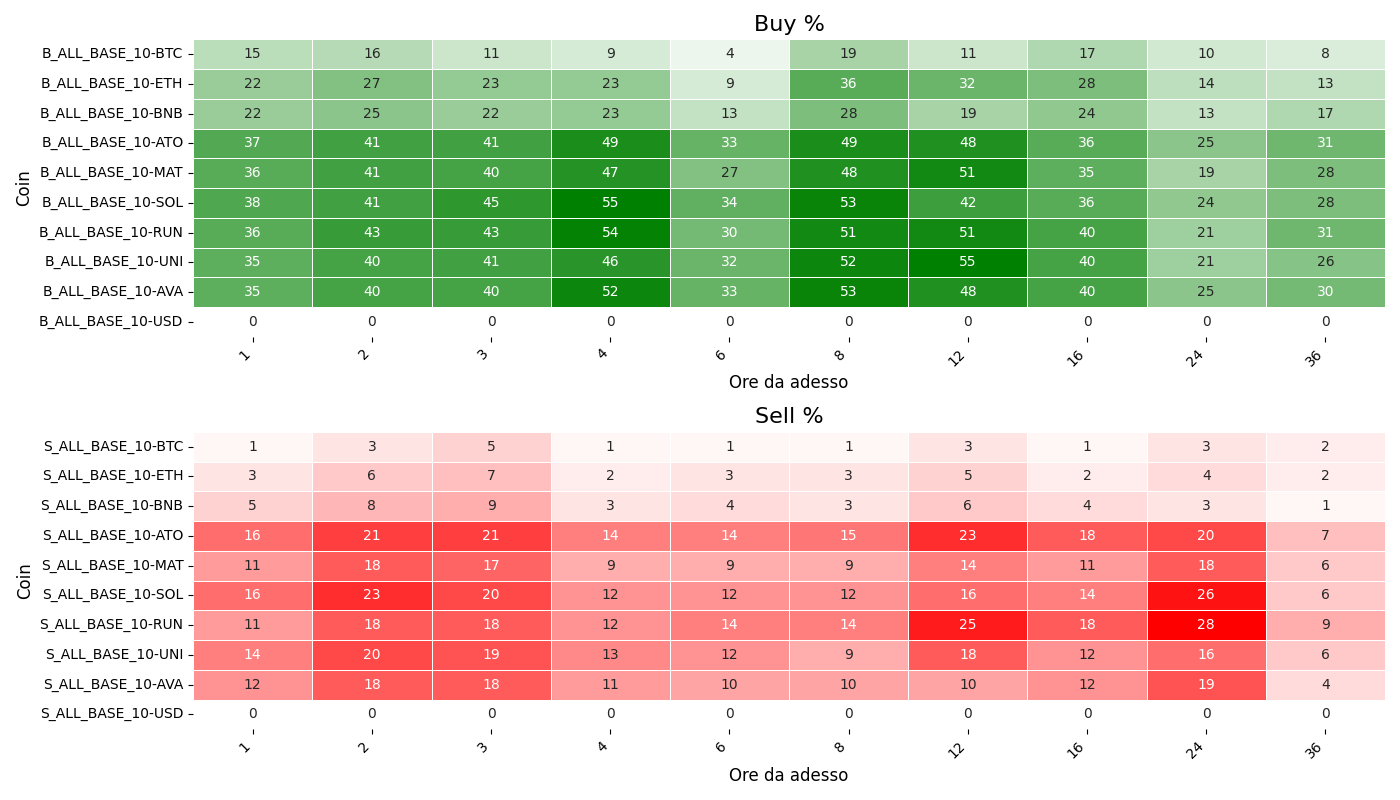 Buy %
Coin
B_ALL_BASE_10-BTC 15 16 11 9 4 19 11 17 10 8
B_ALL_BASE_10-ETH 22 27 23 23 9 36 32 28 14 13
B_ALL_BASE_10-BNB 22 25 22 23 13 28 19 24 13 17
B_ALL_BASE_10-ATO 37 41 41 49 33 49 48 36 25 31
B_ALL_BASE_10-MAT 36 41 40 47 27 48 51 35 19 28
B_ALL_BASE_10-SOL 38 41 45 55 34 53 42 36 24 28
B_ALL_BASE_10-RUN 36 43 43 54 30 51 51 40 21 31
B_ALL_BASE_10-UNI 35 40 41 46 32 52 55 40 21 26
B_ALL_BASE_10-AVA 35 40 40 52 33 53 48 40 25 30
B_ALL_BASE_10-USD 0 0 0 0 0 0 0 0 0 0
1 2 3 4 6 8 12 16 24 36
Ore da adesso
Sell %
Coin
S_ALL_BASE_10-BTC 1 3 5 1 1 1 3 1 3 2
S_ALL_BASE_10-ETH 3 6 7 2 3 3 5 2 4 2
S_ALL_BASE_10-BNB 5 8 9 3 4 3 6 4 3 1
S_ALL_BASE_10-ATO 16 21 21 14 14 15 23 18 20 7
S_ALL_BASE_10-MAT 11 18 17 9 9 9 14 11 18 6
S_ALL_BASE_10-SOL 16 23 20 12 12 12 16 14 26 6
S_ALL_BASE_10-RUN 11 18 18 12 14 14 25 18 28 9
S_ALL_BASE_10-UNI 14 20 19 13 12 9 18 12 16 6
S_ALL_BASE_10-AVA 12 18 18 11 10 10 10 12 19 4
S_ALL_BASE_10-USD 0 0 0 0 0 0 0 0 0 0
1 2 3 4 6 8 12 16 24 36
Ore da adesso